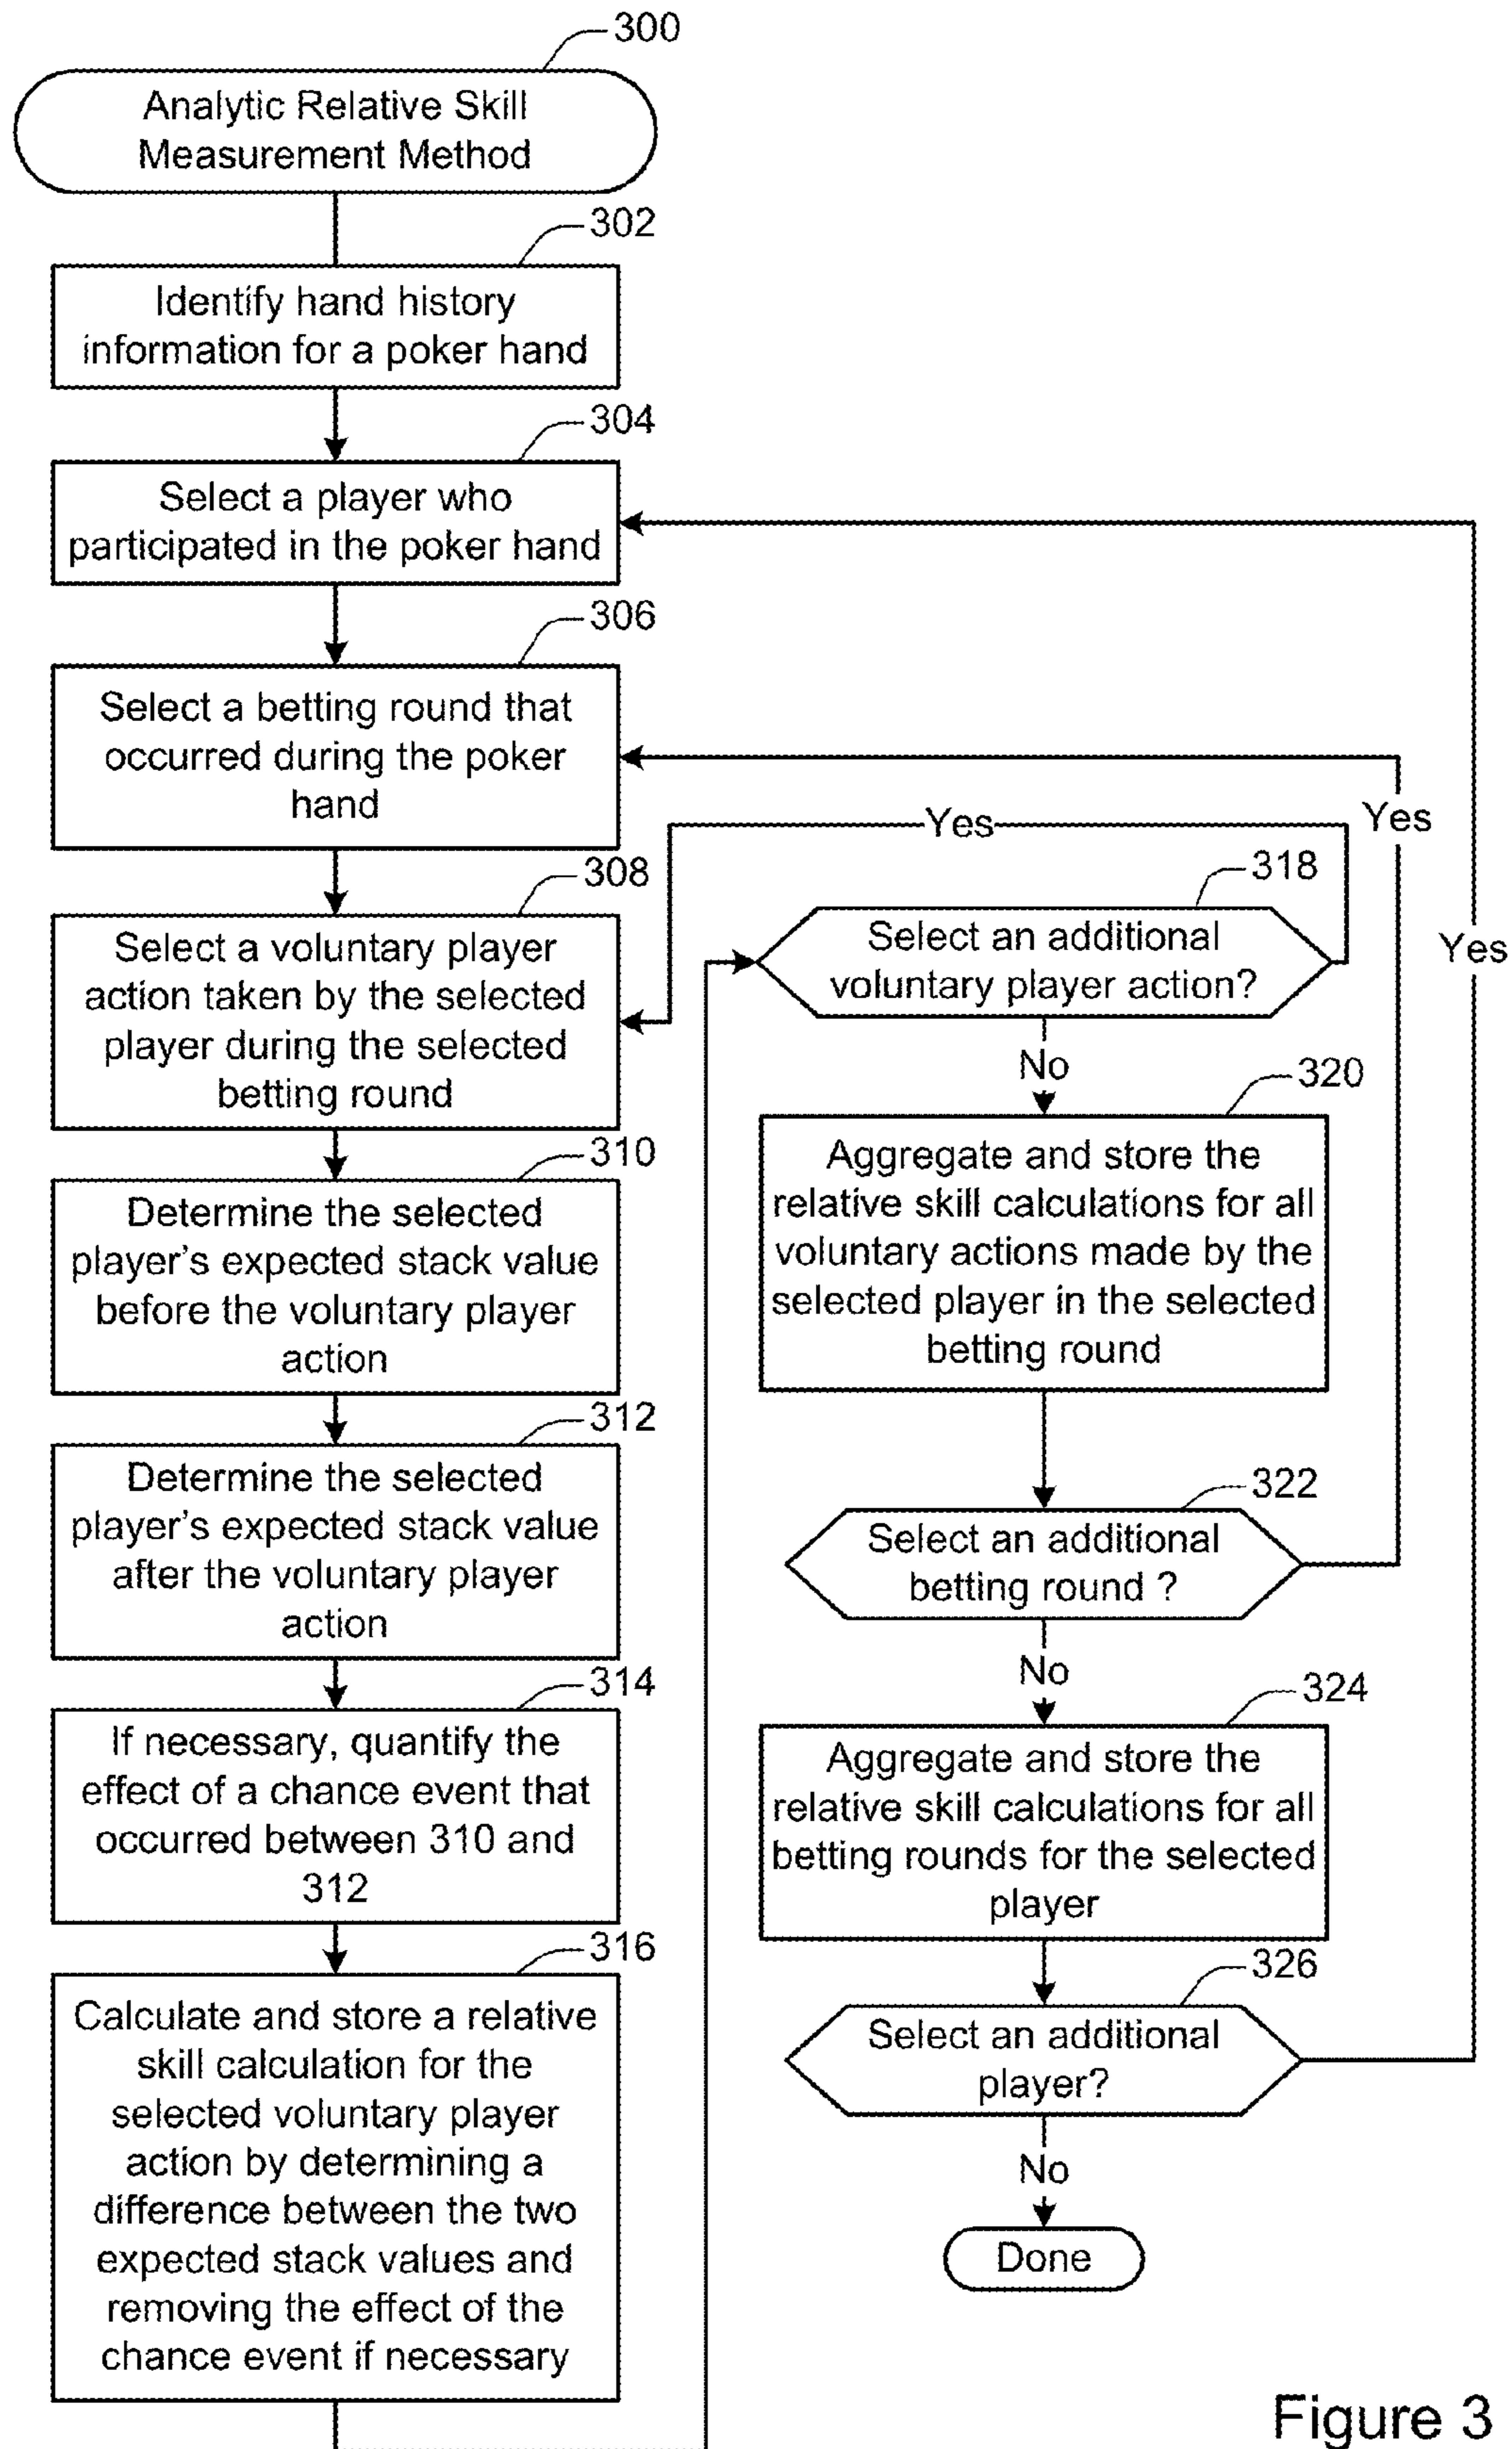 300
Analytic Relative Skill
Measurement Method
302
Identify hand history
information for a poker hand
304
Select a player who
participated in the poker hand
306
Select a betting round that
occurred during the poker
hand
308
Select a voluntary player
action taken by the selected
player during the selected
betting round
310
Determine the selected
player's expected stack value
before the voluntary player
action
312
Determine the selected
player's expected stack value
after the voluntary player
action
314
If necessary, quantify the
effect of a chance event that
occurred between 310 and
312
316
Calculate and store a relative
skill calculation for the
selected voluntary player
action by determining a
difference between the two
expected stack values and
removing the effect of the
chance event if necessary
Yes
Yes
Yes
318
Select an additional
voluntary player action?
No
320
Aggregate and store the
relative skill calculations for all
voluntary actions made by the
selected player in the selected
betting round
322
Select an additional
betting round ?
No
324
Aggregate and store the
relative skill calculations for all
betting rounds for the selected
player
326
Select an additional
player?
No
Done
Figure 3